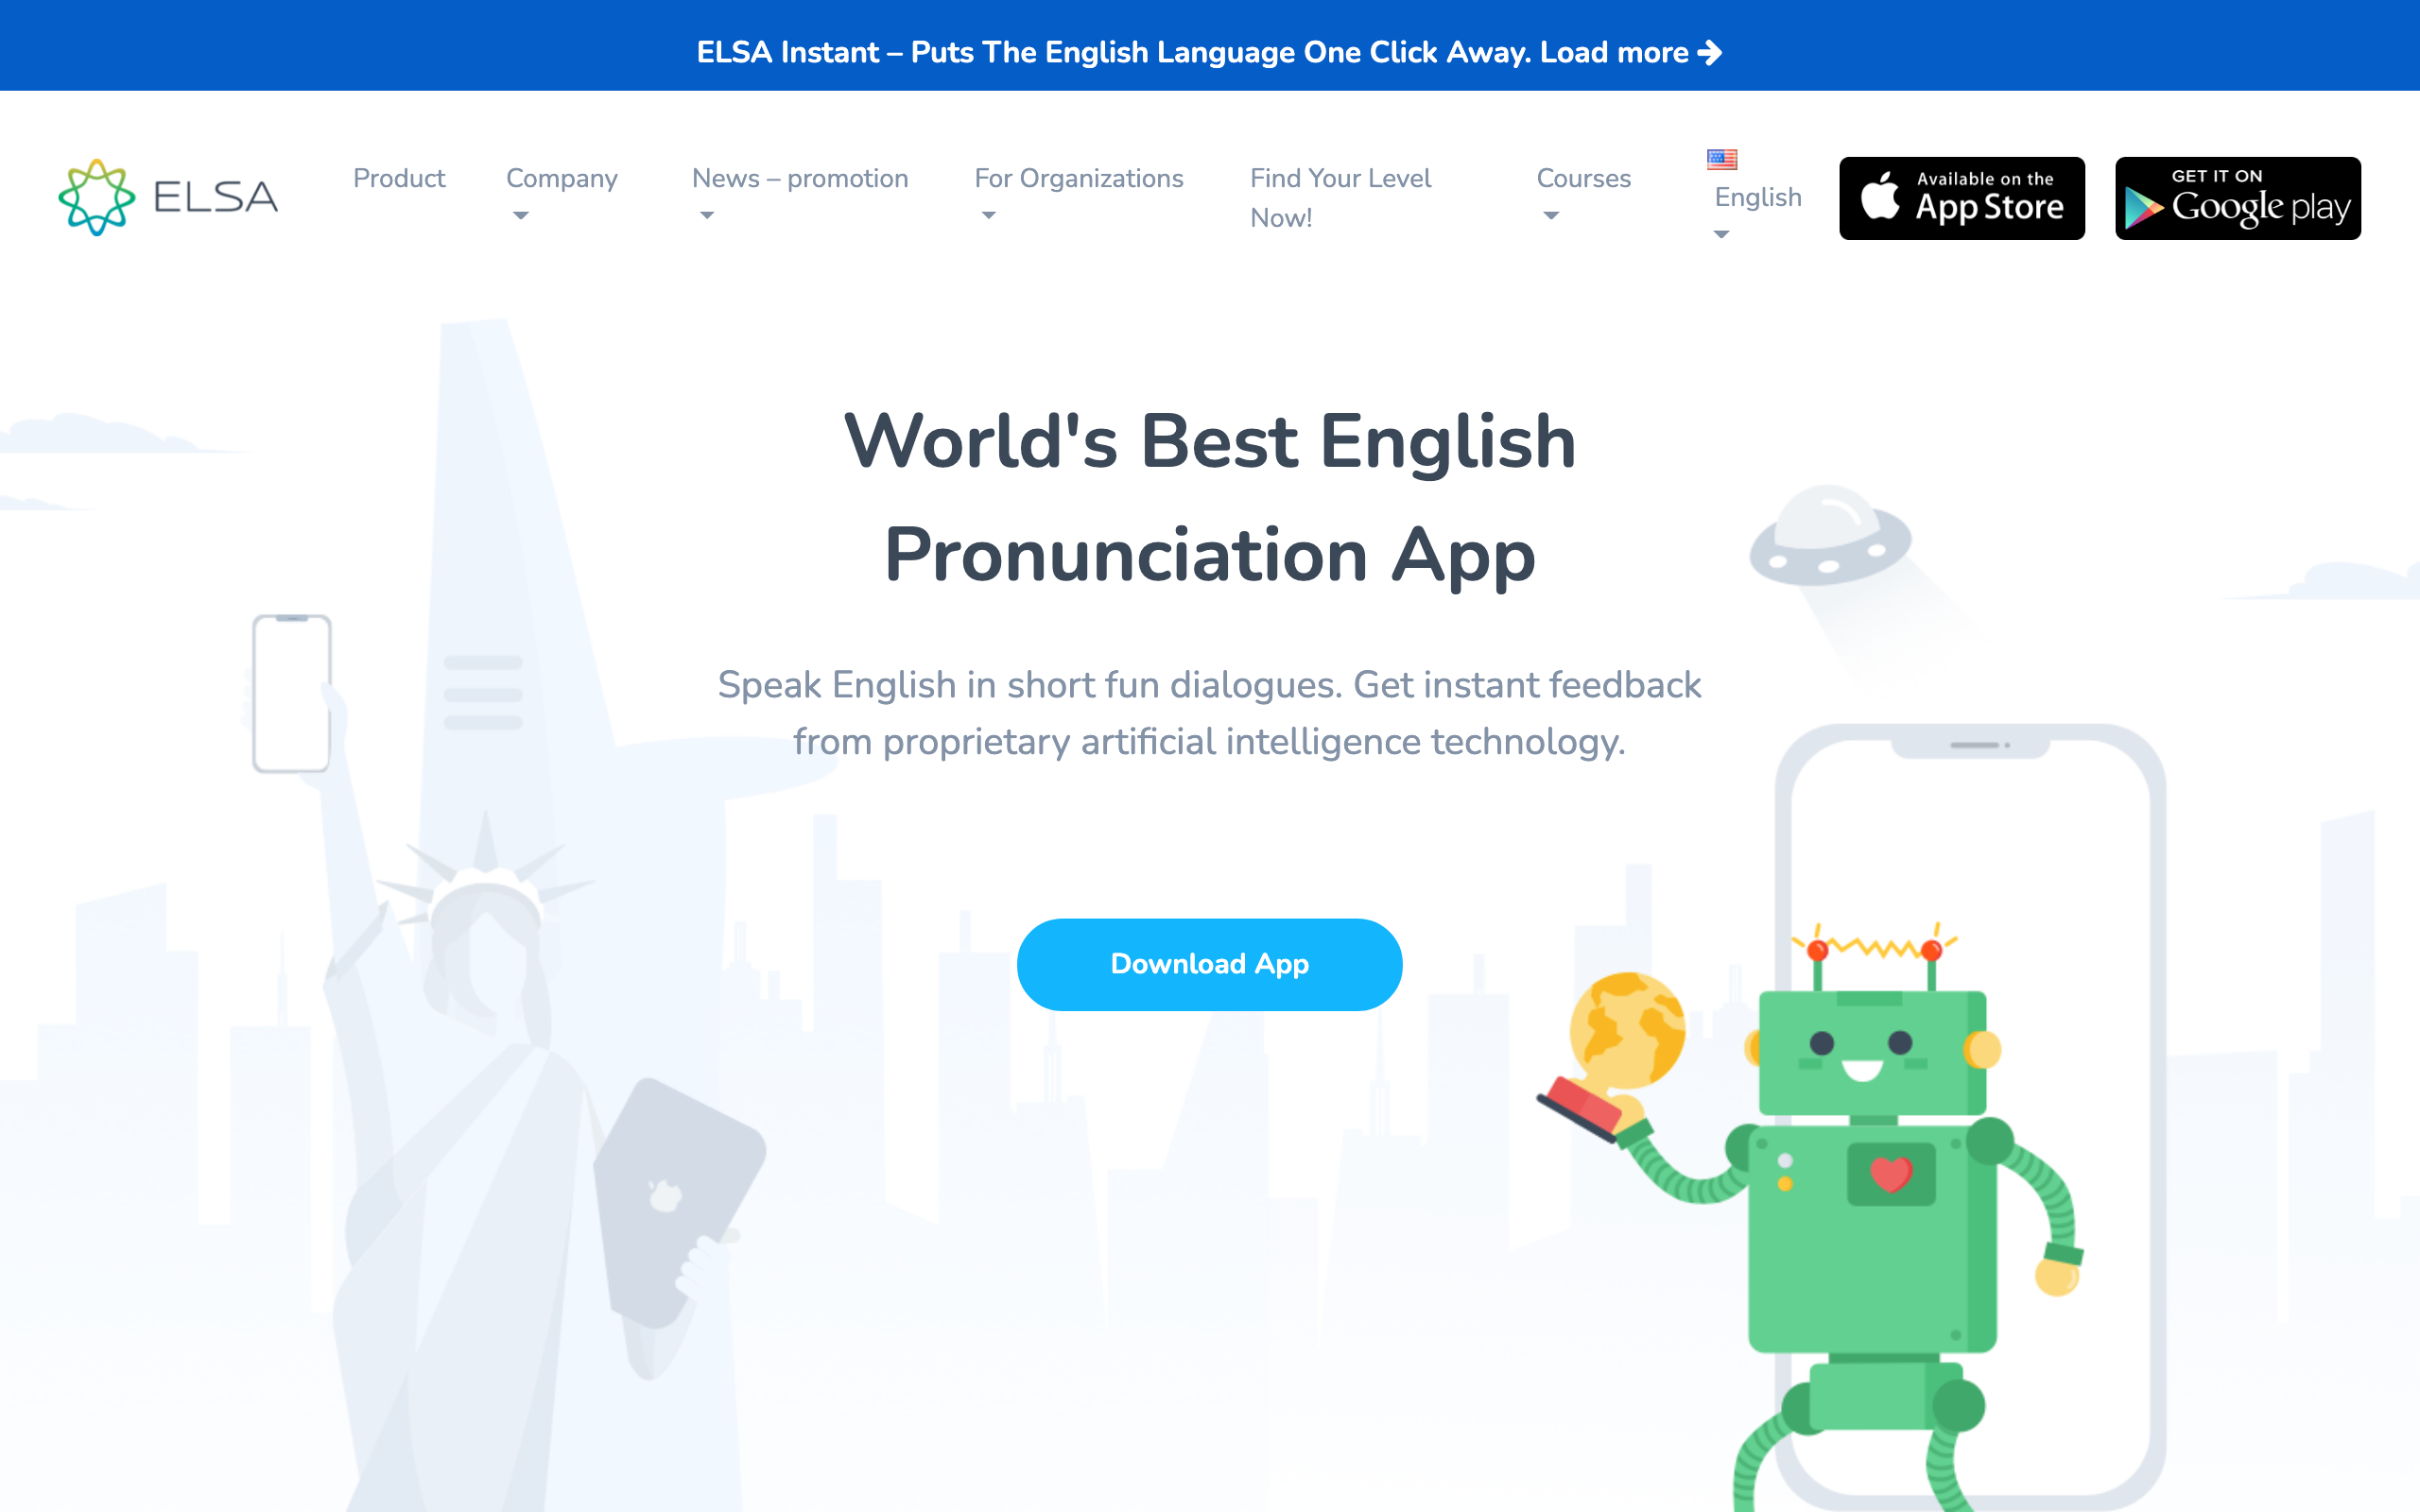 ELSA Instant – Puts The English Language One Click Away. Load more
ELSA
Product
Company
News – promotion
For Organizations
Find Your Level
Now!
Courses
English
Available on the
App Store
GET IT ON
Google play
World's Best English
Pronunciation App
Speak English in short fun dialogues. Get instant feedback
from proprietary artificial intelligence technology.
Download App